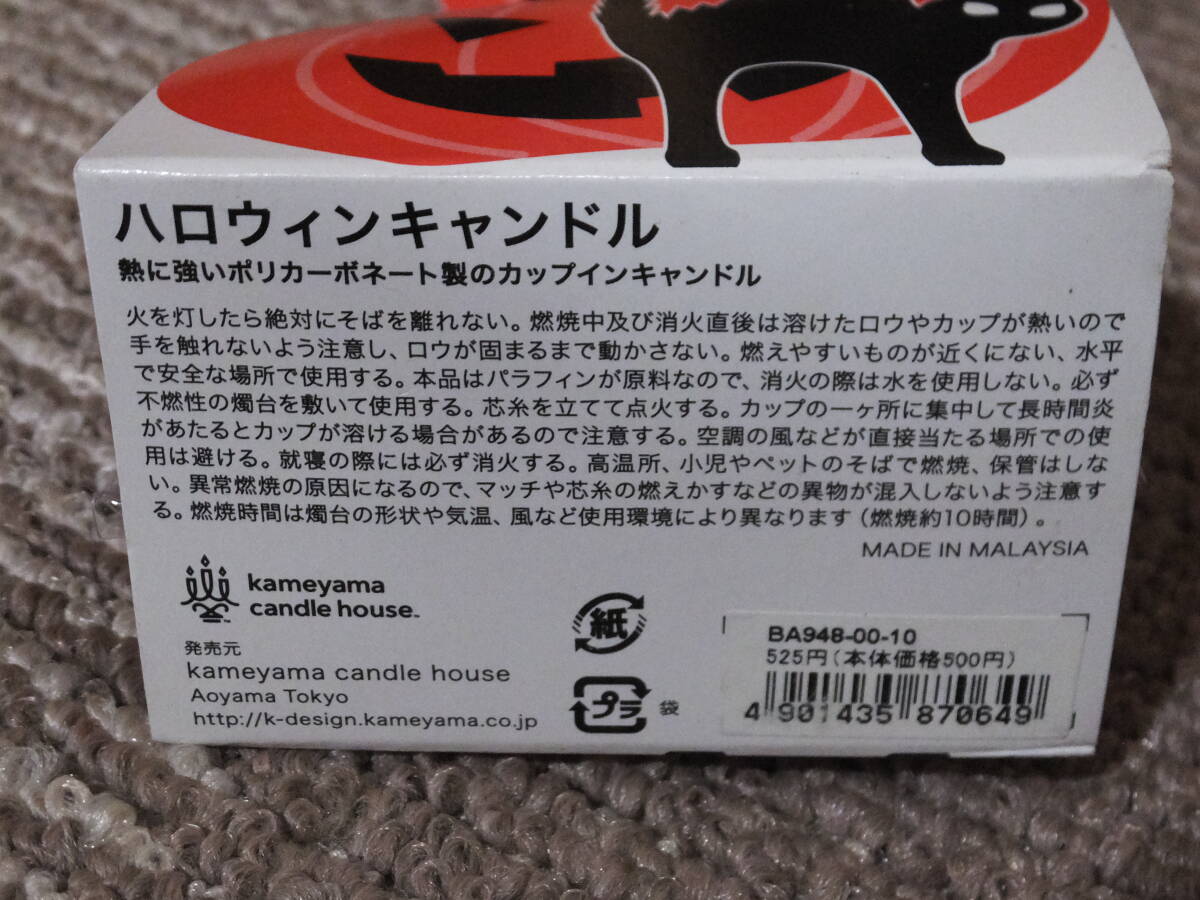 ハロウィンキャンドル
熱に強いポリカーボネート製のカップインキャンドル
火を灯したら絶対にそばを離れない。燃焼中及び消火直後は溶けたロウやカップが熱いので
手を触れないよう注意し、ロウが固まるまで動かさない。燃えやすいものが近くにない、水平
で安全な場所で使用する。本品はパラフィンが原料なので、消火の際は水を使用しない。必ず
不燃性の燭台を敷いて使用する。芯糸を立てて点火する。カップの一ヶ所に集中して長時間炎
があたるとカップが溶ける場合があるので注意する。空調の風などが直接当たる場所での使
用は避ける。就寝の際には必ず消火する。高温所、小児やペットのそばで燃焼、保管はしな
い。異常燃焼の原因になるので、マッチや芯糸の燃えかすなどの異物が混入しないよう注意す
る。燃焼時間は燭台の形状や気温、風など使用環境により異なります（燃焼約10時間）。
MADE IN MALAYSIA
kameyama
candle house™
発売元
kameyama candle house
Aoyama Tokyo
http://k-design.kameyama.co.jp
紙
プラ 袋
BA948-00-10
525円（本体価格500円）
4 901435 870649